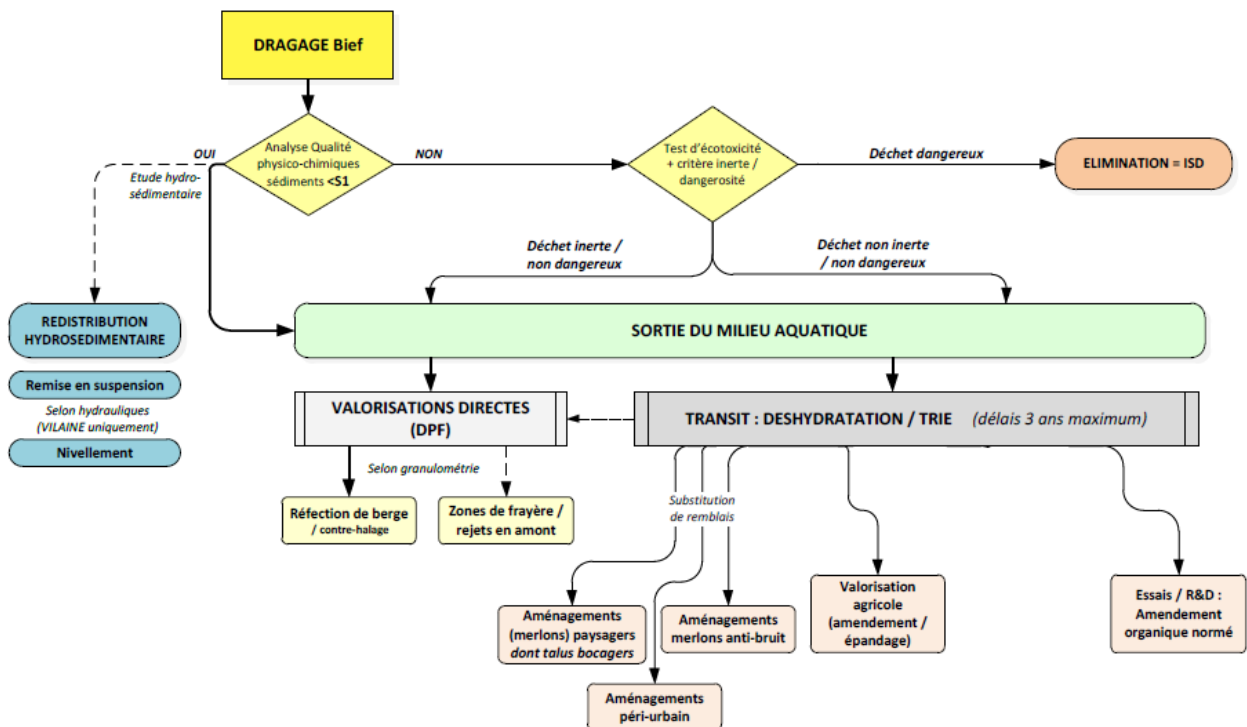 DRAGAGE Bief
Analyse Qualité
physico-chimiques
sédiments <S1
OUI
NON
Etude hydro-
sédimentaire
Test d'écotoxicité
+ critère inerte /
dangerosité
Déchet dangereux
ELIMINATION = ISD
Déchet inerte /
non dangereux
Déchet non inerte
/ non dangereux
REDISTRIBUTION
HYDROSEDIMENTAIRE
SORTIE DU MILIEU AQUATIQUE
Remise en suspension
Selon hydrauliques
(VILAINE uniquement)
Nivellement
VALORISATIONS DIRECTES
(DPF)
TRANSIT : DESHYDRATATION / TRIE (délais 3 ans maximum)
Selon granulométrie
Réfection de berge
/ contre-halage
Zones de frayère /
rejets en amont
Substitution
de remblais
Aménagements
(merlons) paysagers
dont talus bocagers
Aménagements
merlons anti-bruit
Valorisation
agricole
(amendement /
épandage)
Essais / R&D :
Amendement
organique normé
Aménagements
péri-urbain